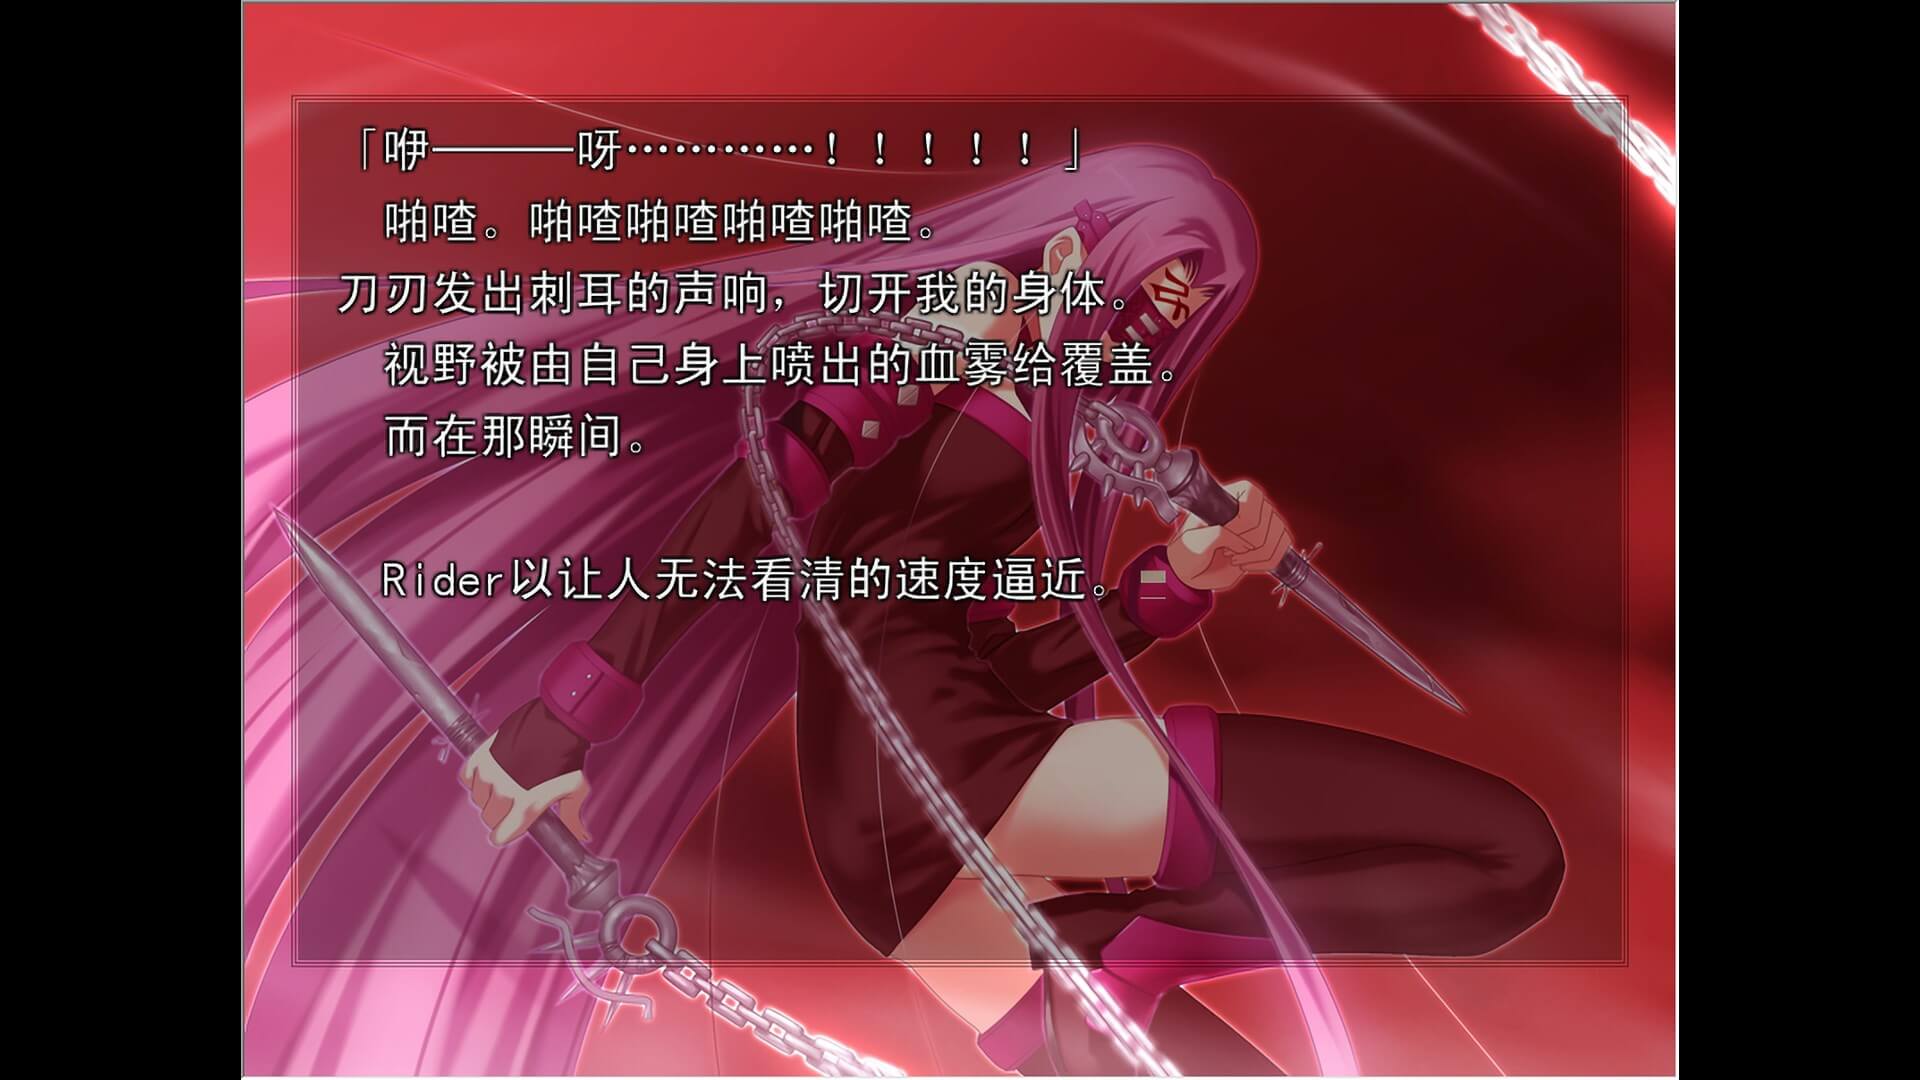 「咿———呀…………！！！！！」
啪喳。啪喳啪喳啪喳啪喳。
刀刃发出刺耳的声响，切开我的身体。
视野被由自己身上喷出的血雾给覆盖。
而在那瞬间。
Rider以让人无法看清的速度逼近。